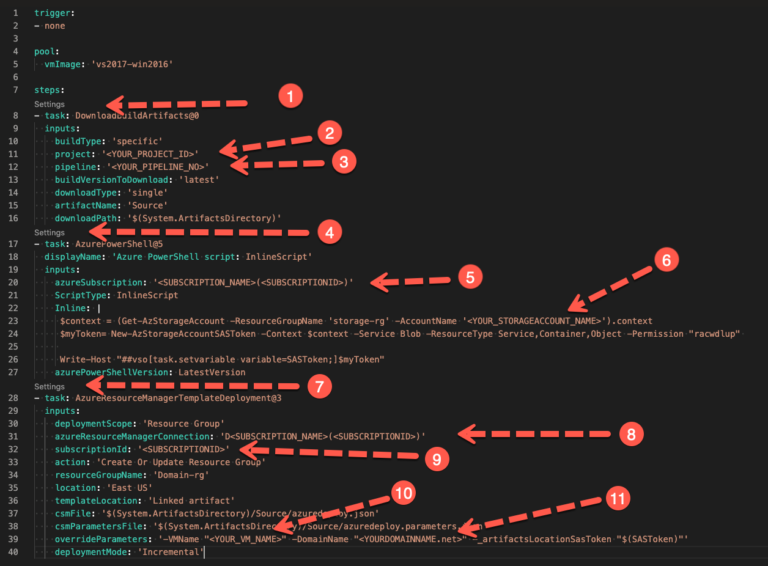 1 trigger:
2 - none
3
4 pool:
5 vmImage: 'vs2017-win2016'
6
7 steps:
Settings
1
8 - task: DownloadBuildArtifacts@0
9 inputs:
10 buildType: 'specific'
2
11 project: '<YOUR_PROJECT_ID>'
3
12 pipeline: '<YOUR_PIPELINE_NO>'
13 buildVersionToDownload: 'latest'
14 downloadType: 'single'
15 artifactName: 'Source'
16 downloadPath: '$(System.ArtifactsDirectory)'
Settings
4
17 - task: AzurePowerShell@5
18 displayName: 'Azure PowerShell script: InlineScript'
19 inputs:
20 azureSubscription: '<SUBSCRIPTION_NAME>(<SUBSCRIPTIONID>)'
5
6
21 ScriptType: InlineScript
22 Inline: |
23 $context = (Get-AzStorageAccount -ResourceGroupName 'storage-rg' -AccountName '<YOUR_STORAGEACCOUNT_NAME>').context
24 $myToken= New-AzStorageAccountSASToken -Context $context -Service Blob -ResourceType Service,Container,Object -Permission "racwdlup"
25
26 Write-Host "##vso[task.setvariable variable=SASToken;]$myToken"
27 azurePowerShellVersion: LatestVersion
Settings
7
28 - task: AzureResourceManagerTemplateDeployment@3
29 inputs:
30 deploymentScope: 'Resource Group'
31 azureResourceManagerConnection: 'D<SUBSCRIPTION_NAME>(<SUBSCRIPTIONID>)'
8
32 subscriptionId: '<SUBSCRIPTIONID>'
9
33 action: 'Create Or Update Resource Group'
34 resourceGroupName: 'Domain-rg'
35 location: 'East US'
10
11
36 templateLocation: 'Linked artifact'
37 csmFile: '$(System.ArtifactsDirectory)/Source/azuredeploy.json'
38 csmParametersFile: '$(System.ArtifactsDirectory)/Source/azuredeploy.parameters.
39 overrideParameters: '-VMName "<YOUR_VM_NAME>" -DomainName "<YOURDOMAINNAME.net>" -_artifactsLocationSasToken "$(SASToken)"'
40 deploymentMode: 'Incremental'